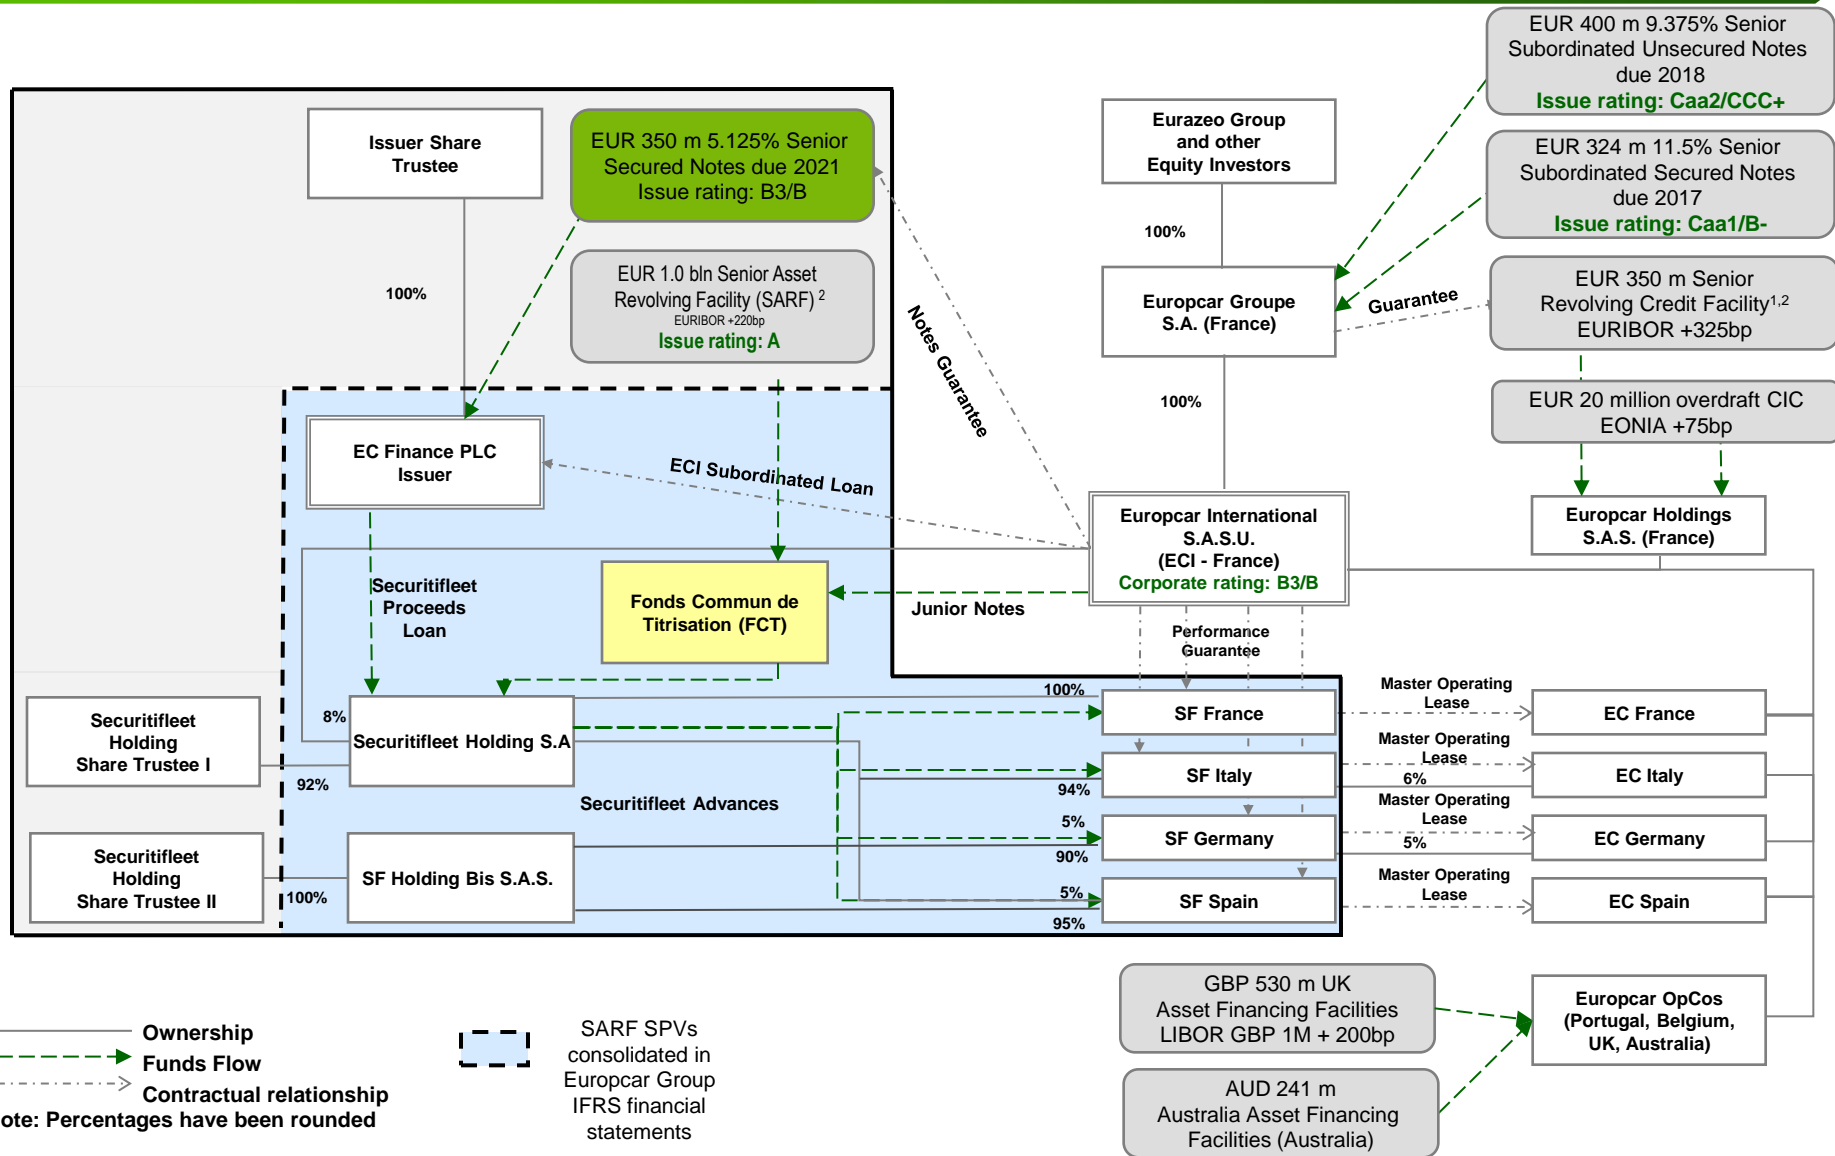 EUR 400 m 9.375% Senior
Subordinated Unsecured Notes
due 2018
Issue rating: Caa2/CCC+
Issuer Share
Trustee
EUR 350 m 5.125% Senior
Secured Notes due 2021
Issue rating: B3/B
Eurazeo Group
and other
Equity Investors
EUR 324 m 11.5% Senior
Subordinated Secured Notes
due 2017
Issue rating: Caa1/B-
100%
100%
EUR 1.0 bln Senior Asset
Revolving Facility (SARF) 2
EURIBOR +220bp
Issue rating: A
Notes Guarantee
Europcar Groupe
S.A. (France)
Guarantee
EUR 350 m Senior
Revolving Credit Facility1,2
EURIBOR +325bp
100%
EUR 20 million overdraft CIC
EONIA +75bp
EC Finance PLC
Issuer
ECI Subordinated Loan
Europcar International
S.A.S.U.
(ECI - France)
Corporate rating: B3/B
Europcar Holdings
S.A.S. (France)
Securitifleet
Proceeds
Loan
Fonds Commun de
Titrisation (FCT)
Junior Notes
Performance
Guarantee
Securitifleet
Holding
Share Trustee I
8%
92%
Securitifleet Holding S.A
100%
SF France
Master Operating
Lease
EC France
Securitifleet Advances
94%
SF Italy
Master Operating
Lease
6%
EC Italy
5%
90%
SF Germany
Master Operating
Lease
5%
EC Germany
Securitifleet
Holding
Share Trustee II
100%
SF Holding Bis S.A.S.
5%
95%
SF Spain
Master Operating
Lease
EC Spain
GBP 530 m UK
Asset Financing Facilities
LIBOR GBP 1M + 200bp
Europcar OpCos
(Portugal, Belgium,
UK, Australia)
AUD 241 m
Australia Asset Financing
Facilities (Australia)
Ownership
Funds Flow
Contractual relationship
ote: Percentages have been rounded
SARF SPVs
consolidated in
Europcar Group
IFRS financial
statements